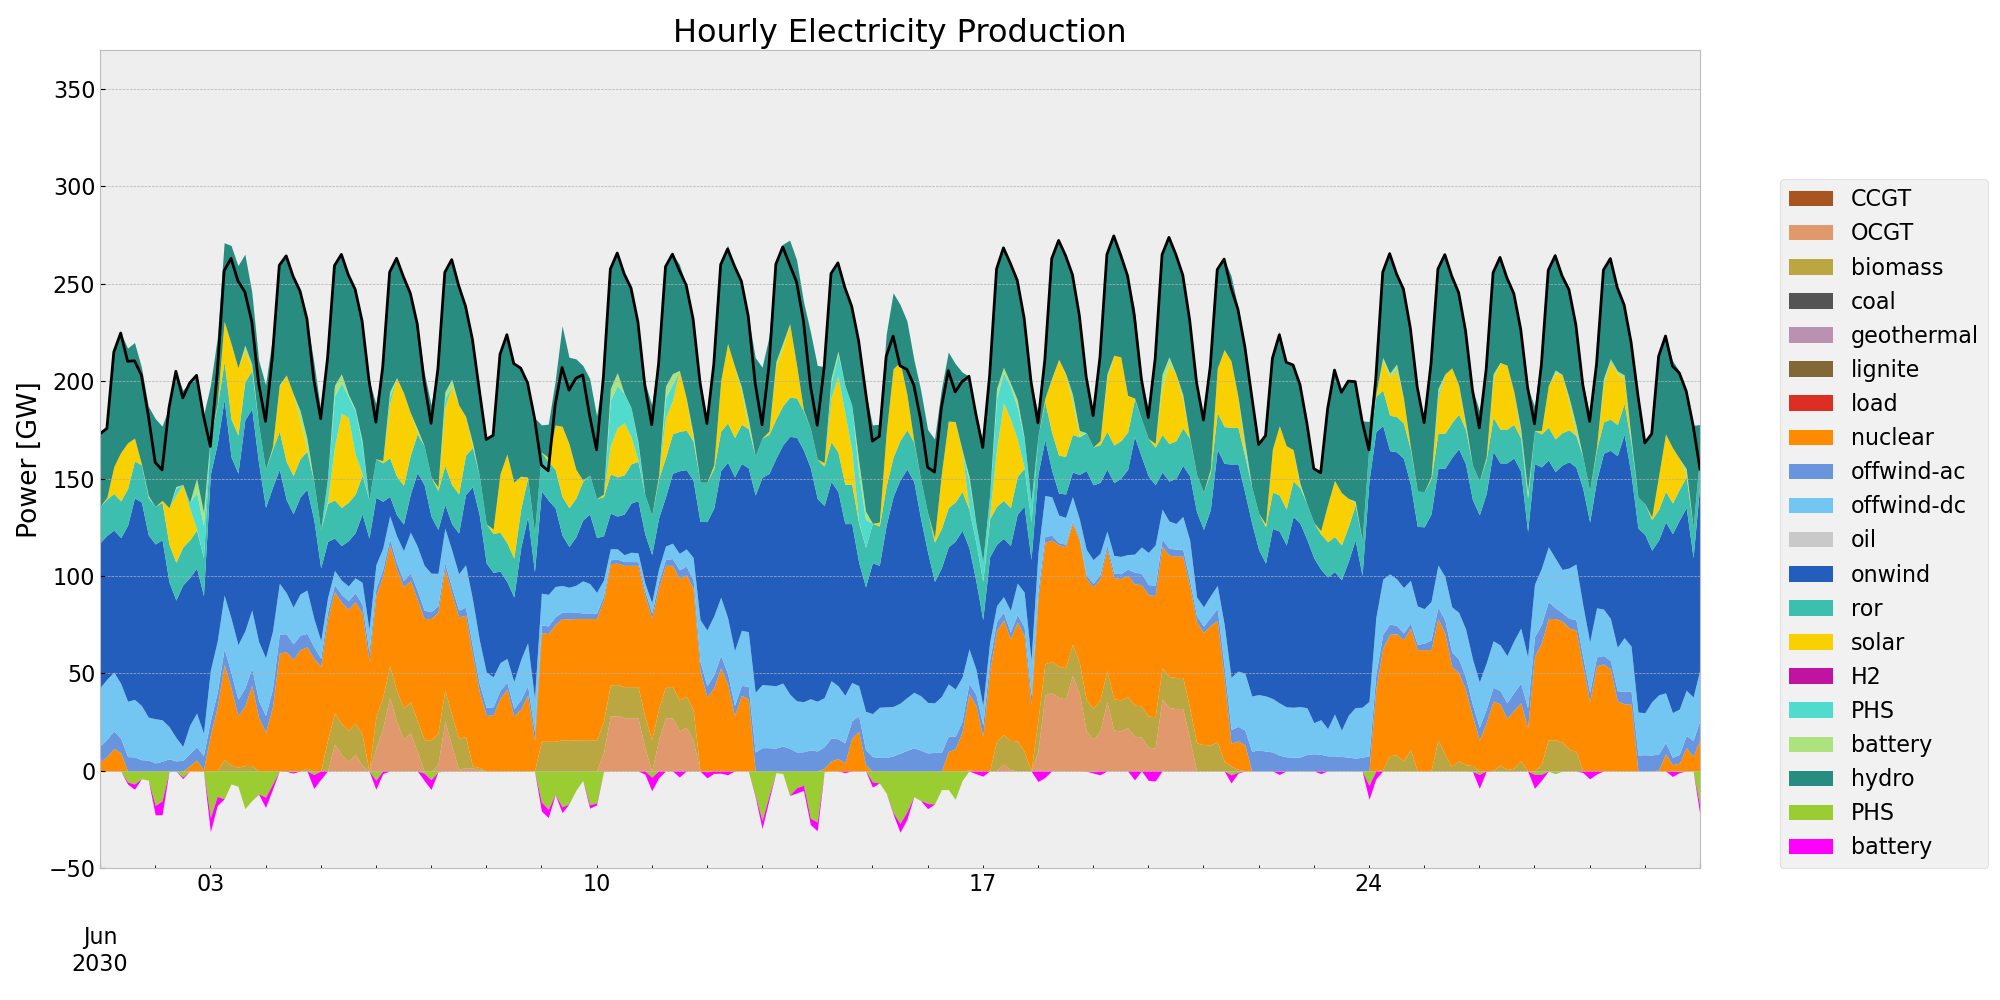 Hourly Electricity Production
Power [GW]
350
300
250
200
150
100
50
0
−50
03
10
17
24
Jun
2030
CCGT
OCGT
biomass
coal
geothermal
lignite
load
nuclear
offwind-ac
offwind-dc
oil
onwind
ror
solar
H2
PHS
battery
hydro
PHS
battery